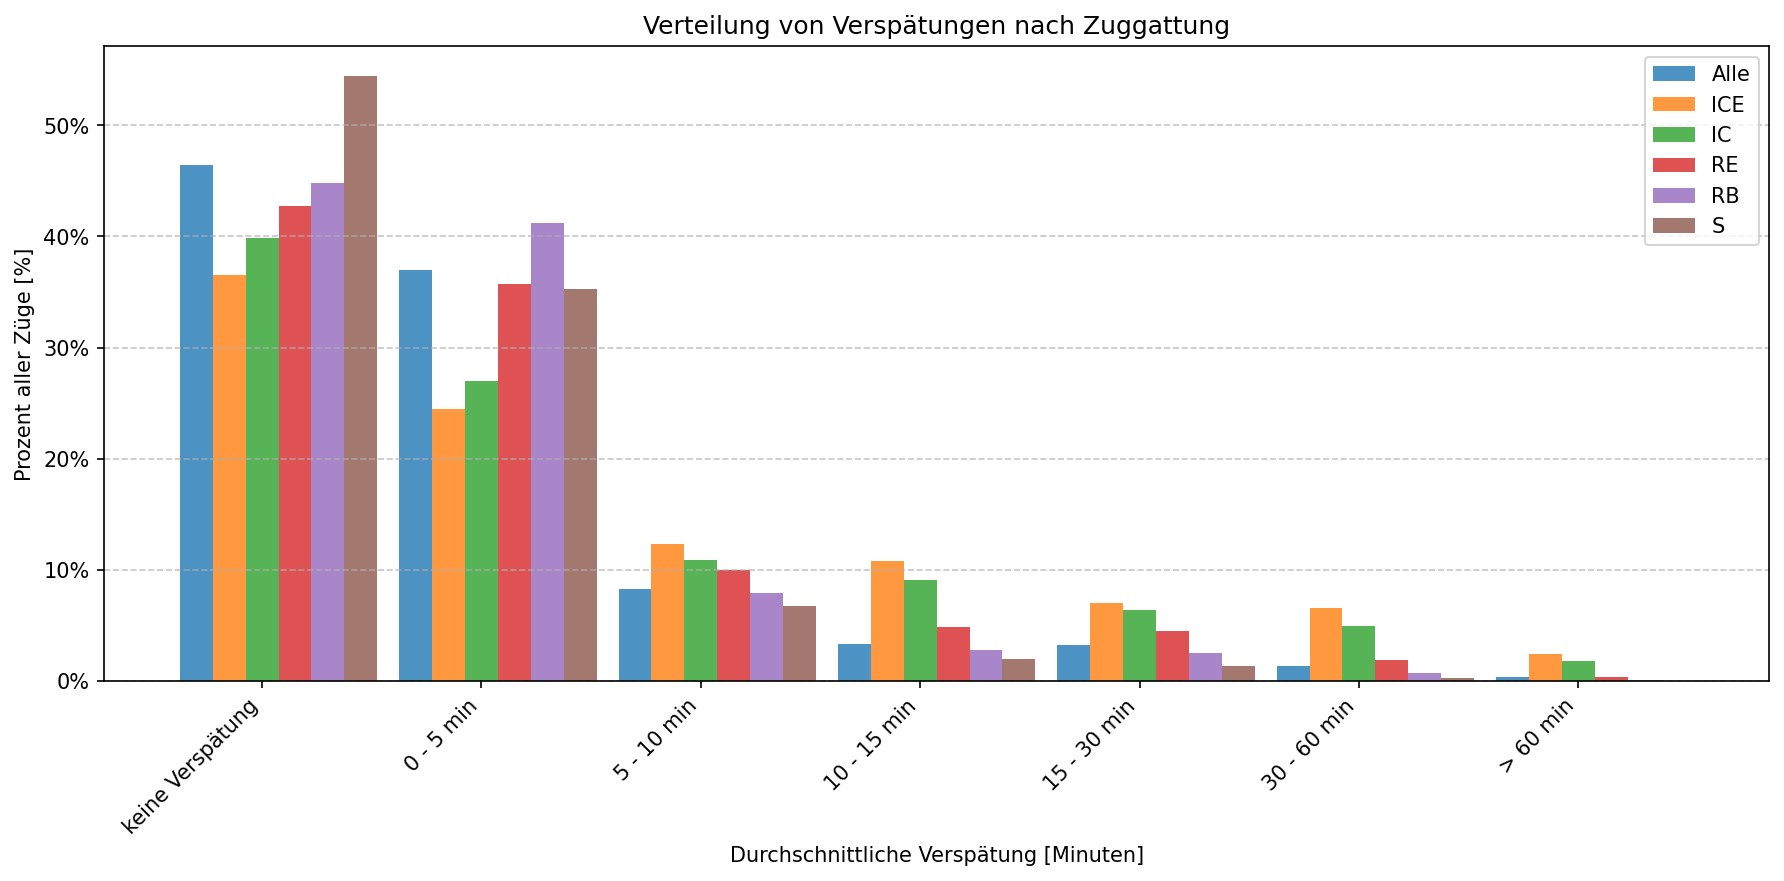 Verteilung von Verspätungen nach Zuggattung
Prozent aller Züge [%]
50%
40%
30%
20%
10%
0%
Alle
ICE
IC
RE
RB
S
keine Verspätung
0 - 5 min
5 - 10 min
10 - 15 min
15 - 30 min
30 - 60 min
> 60 min
Durchschnittliche Verspätung [Minuten]